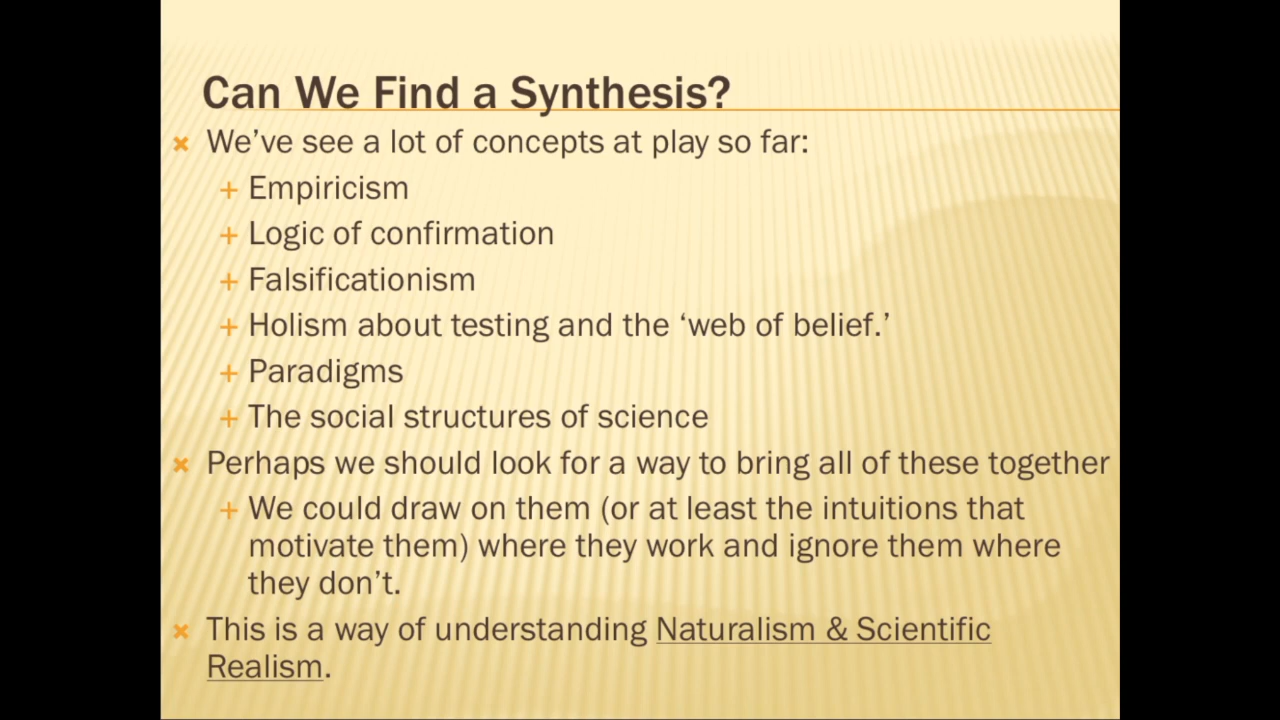 Can We Find a Synthesis?
We’ve see a lot of concepts at play so far:
Empiricism
Logic of confirmation
Falsificationism
Holism about testing and the ‘web of belief.’
Paradigms
The social structures of science
Perhaps we should look for a way to bring all of these together
We could draw on them (or at least the intuitions that
motivate them) where they work and ignore them where
they don’t.
This is a way of understanding Naturalism & Scientific
Realism.